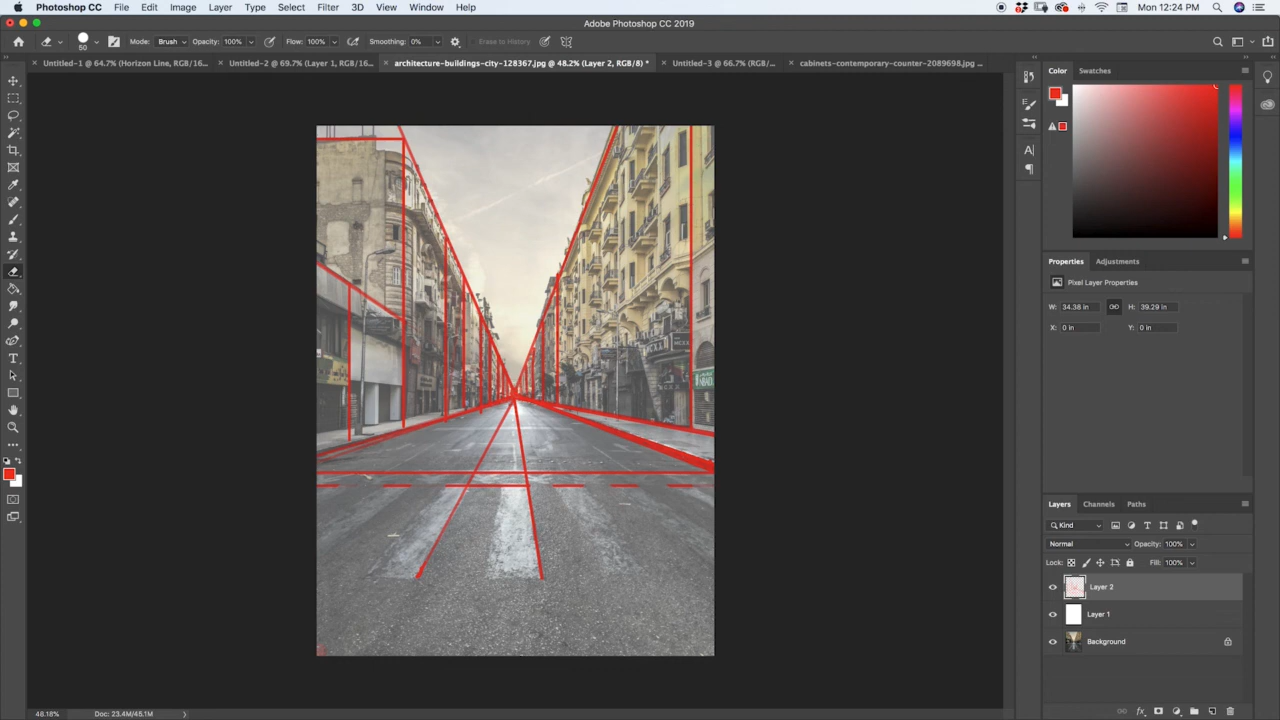 Photoshop CC File Edit Image Layer Type Select Filter 3D View Window Help Mon 12:24 PM
Adobe Photoshop CC 2019
50 Mode: Brush Opacity: 100% Flow: 100% Smoothing: 0% Erase to History
Untitled-1 @ 64.7% (Horizon Line, RGB/16... Untitled-2 @ 69.7% (Layer 1, RGB/16... architecture-buildings-city-128367.jpg @ 48.2% (Layer 2, RGB/8) * Untitled-3 @ 66.7% (RGB/... cabinets-contemporary-counter-2089698.jpg ...
Color Swatches
Properties Adjustments
Pixel Layer Properties
W: 34.38 in H: 39.29 in
X: 0 in Y: 0 in
Layers Channels Paths
Kind
Normal Opacity: 100%
Lock: Fill: 100%
Layer 2
Layer 1
Background
48.18% Doc: 23.4M/45.1M